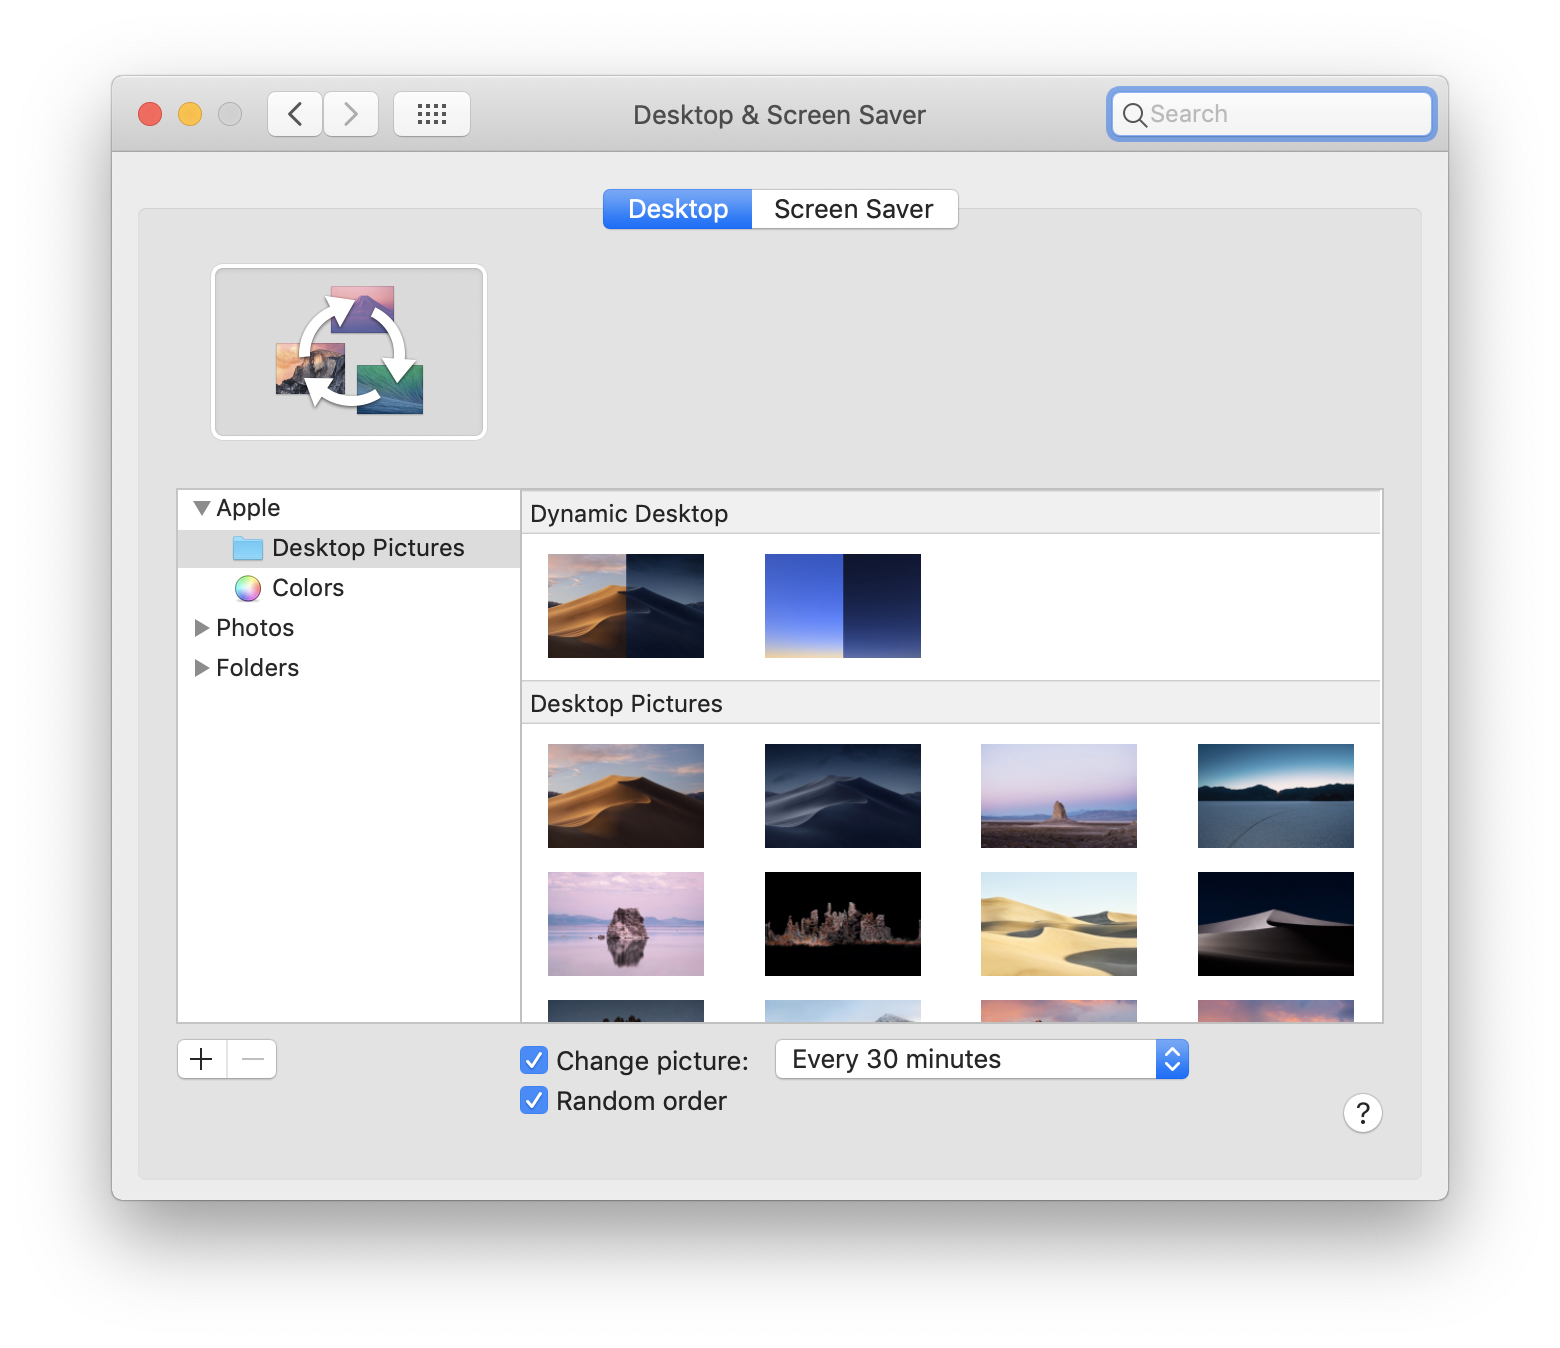 Desktop & Screen Saver
Search
Desktop
Screen Saver
Apple
Desktop Pictures
Colors
Photos
Folders
Dynamic Desktop
Desktop Pictures
Change picture:
Every 30 minutes
Random order
?